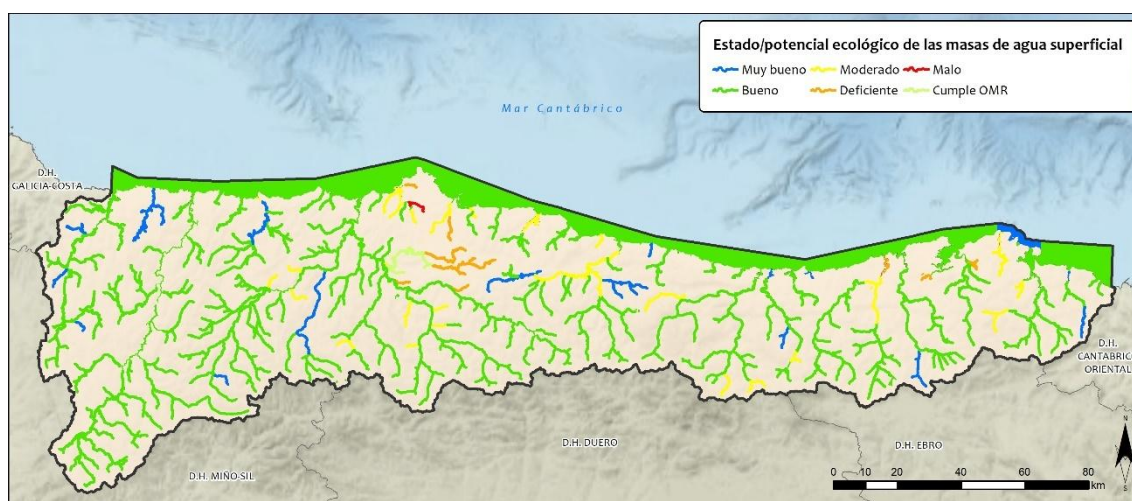 Estado/potencial ecológico de las masas de agua superficial
Muy bueno Moderado Malo
Bueno Deficiente Cumple OMR
Mar Cantábrico
D.H.
GALICIA-COSTA
D.H.
CANTÁBRICO
ORIENTAL
D.H. DUERO
D.H. EBRO
D.H. MIÑO-SIL
N
S
0 10 20 40 60 80
km